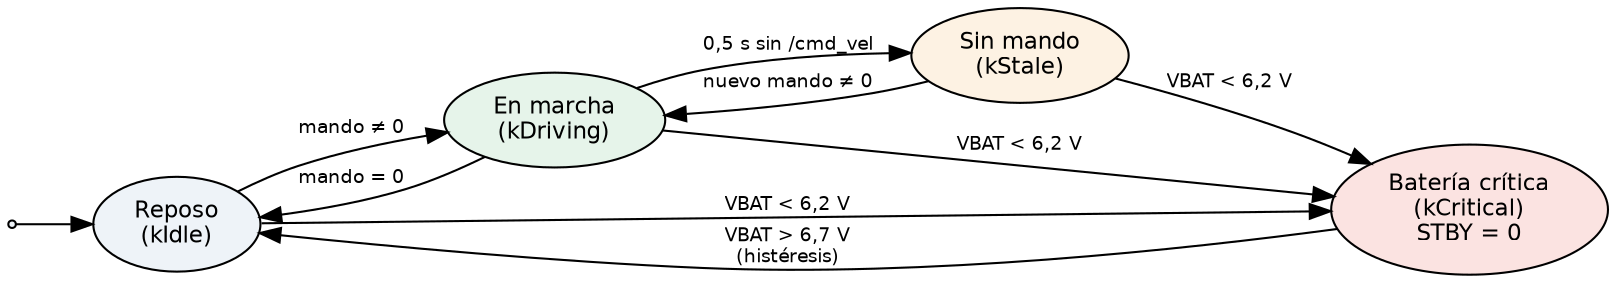 Sin mando
(kStale)
0,5 s sin /cmd_vel
nuevo mando ≠ 0
VBAT < 6,2 V
En marcha
(kDriving)
mando ≠ 0
mando = 0
VBAT < 6,2 V
Reposo
(kIdle)
VBAT < 6,2 V
VBAT > 6,7 V
(histéresis)
Batería crítica
(kCritical)
STBY = 0